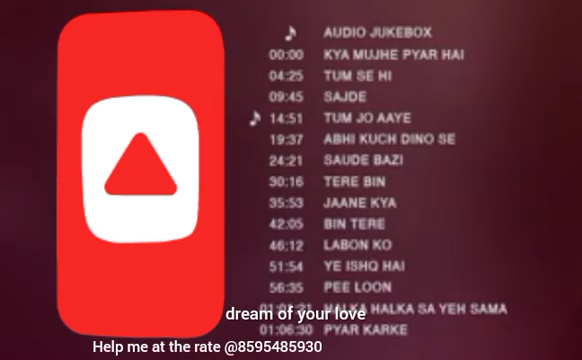 AUDIO JUKEBOX
00:00 KYA MUJHE PYAR HAI
04:25 TUM SE HI
09:45 SAJDE
14:51 TUM JO AAYE
19:37 ABHI KUCH DINO SE
24:21 SAUDE BAZI
30:16 TERE BIN
35:53 JAANE KYA
42:05 BIN TERE
46:12 LABON KO
51:54 YE ISHQ HAI
56:35 PEE LOON
HALKA HALKA SA YEH SAMA
dream of your love
01:06:30 PYAR KARKE
Help me at the rate @8595485930